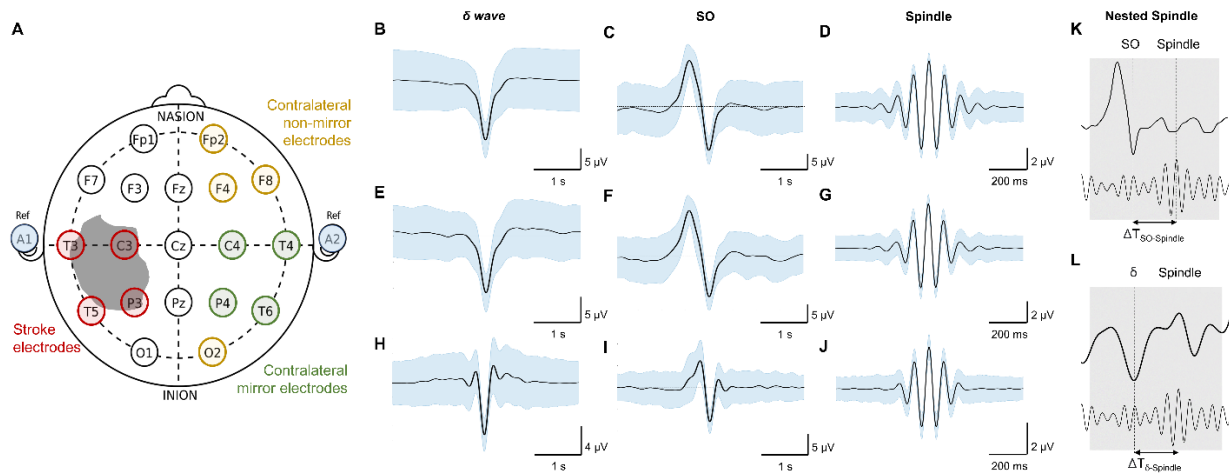 A
NASION
Contralateral
non-mirror
electrodes
Fp1
Fp2
F7
F3
Fz
F4
F8
Ref
A1
T3
C3
Cz
C4
T4
Ref
A2
T5
P3
Pz
P4
T6
Stroke
electrodes
O1
O2
Contralateral
mirror electrodes
INION
δ wave
SO
Spindle
Nested Spindle
B
5 µV
1 s
C
5 µV
1 s
D
2 µV
200 ms
E
5 µV
1 s
F
5 µV
1 s
G
2 µV
200 ms
H
4 µV
1 s
I
5 µV
1 s
J
2 µV
200 ms
K
SO Spindle
ΔT SO-Spindle
L
δ Spindle
ΔT δ-Spindle